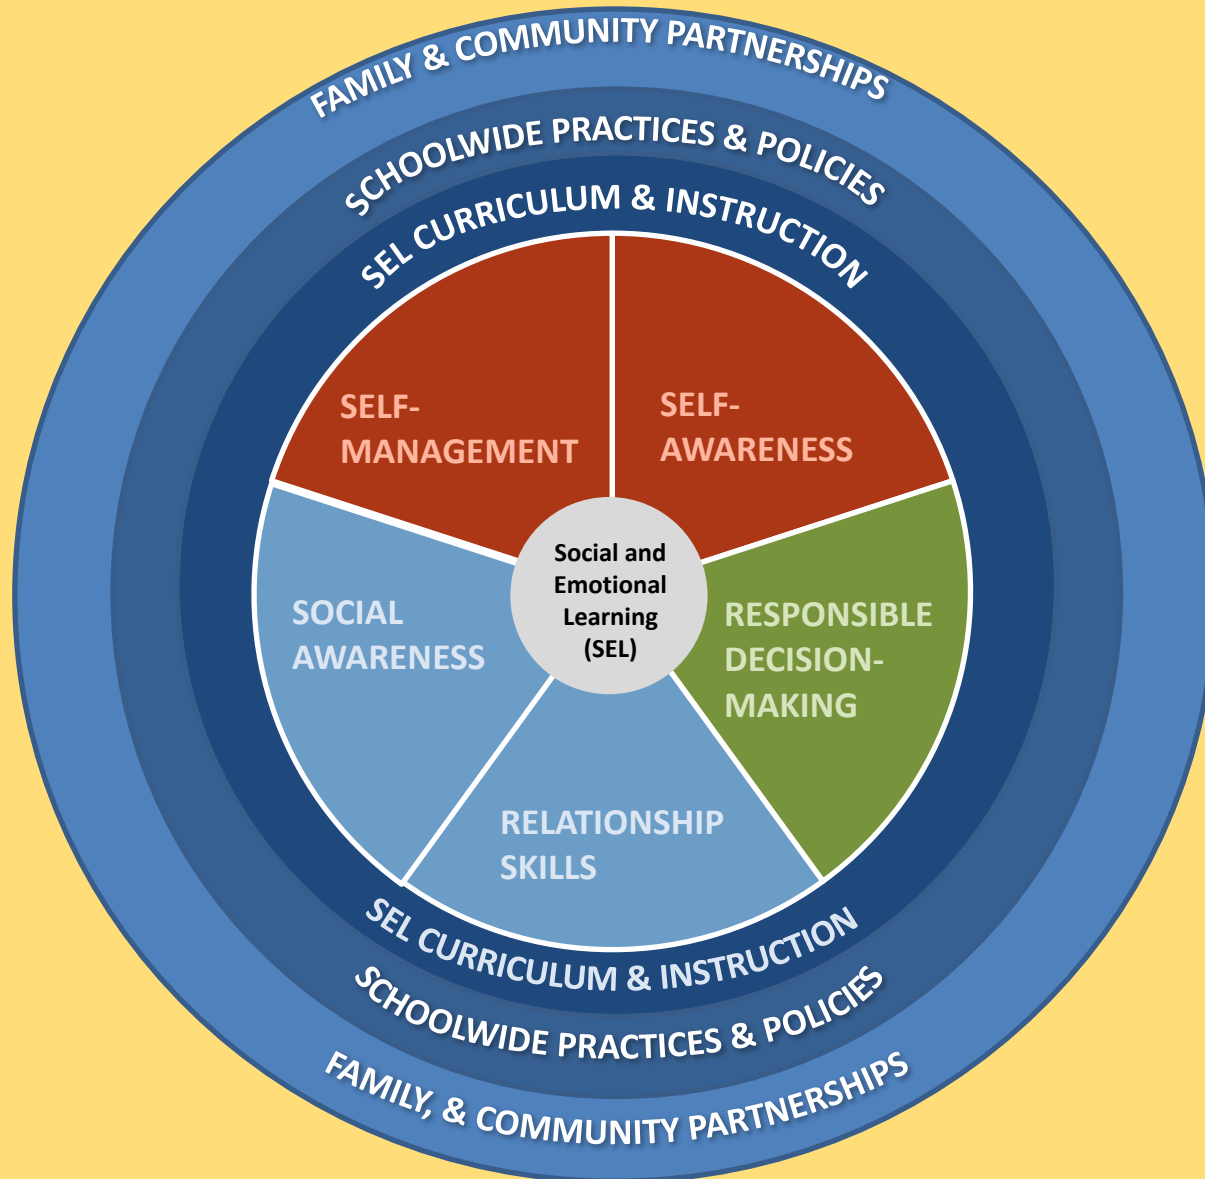 FAMILY & COMMUNITY PARTNERSHIPS
SCHOOLWIDE PRACTICES & POLICIES
SEL CURRICULUM & INSTRUCTION
SELF-
MANAGEMENT
SELF-
AWARENESS
Social and
Emotional
Learning
(SEL)
SOCIAL
AWARENESS
RESPONSIBLE
DECISION-
MAKING
RELATIONSHIP
SKILLS
SEL CURRICULUM & INSTRUCTION
SCHOOLWIDE PRACTICES & POLICIES
FAMILY, & COMMUNITY PARTNERSHIPS